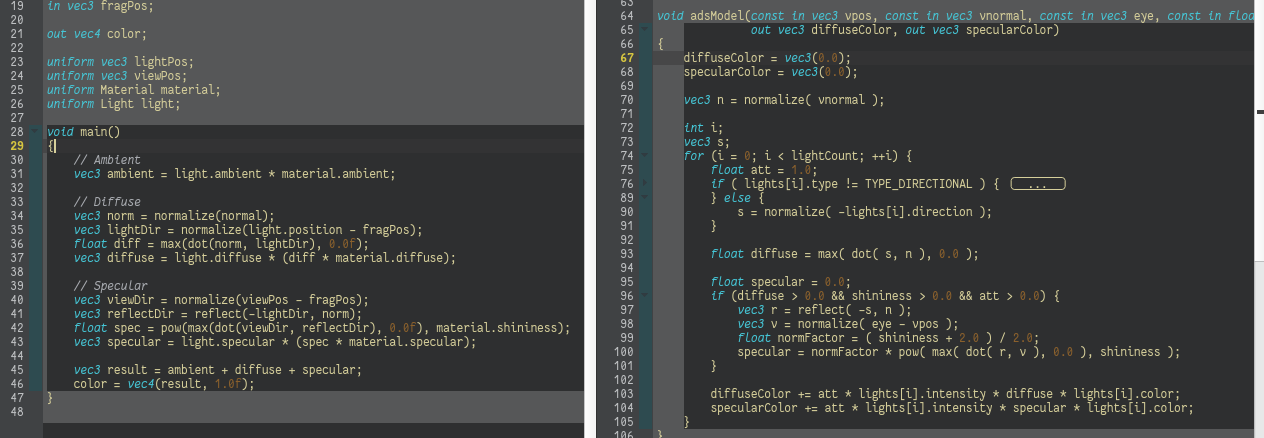 19 in vec3 fragPos;
20
21 out vec4 color;
22
23 uniform vec3 lightPos;
24 uniform vec3 viewPos;
25 uniform Material material;
26 uniform Light light;
27
28 void main()
29 {
30     // Ambient
31     vec3 ambient = light.ambient * material.ambient;
32
33     // Diffuse
34     vec3 norm = normalize(normal);
35     vec3 lightDir = normalize(light.position - fragPos);
36     float diff = max(dot(norm, lightDir), 0.0f);
37     vec3 diffuse = light.diffuse * (diff * material.diffuse);
38
39     // Specular
40     vec3 viewDir = normalize(viewPos - fragPos);
41     vec3 reflectDir = reflect(-lightDir, norm);
42     float spec = pow(max(dot(viewDir, reflectDir), 0.0f), material.shininess);
43     vec3 specular = light.specular * (spec * material.specular);
44
45     vec3 result = ambient + diffuse + specular;
46     color = vec4(result, 1.0f);
47 }
48
63
64 void adsModel(const in vec3 vpos, const in vec3 vnormal, const in vec3 eye, const in floa
65               out vec3 diffuseColor, out vec3 specularColor)
66 {
67     diffuseColor = vec3(0.0);
68     specularColor = vec3(0.0);
69
70     vec3 n = normalize( vnormal );
71
72     int i;
73     vec3 s;
74     for (i = 0; i < lightCount; ++i) {
75         float att = 1.0;
76         if ( lights[i].type != TYPE_DIRECTIONAL ) { ...
89         } else {
90             s = normalize( -lights[i].direction );
91         }
92
93         float diffuse = max( dot( s, n ), 0.0 );
94
95         float specular = 0.0;
96         if (diffuse > 0.0 && shininess > 0.0 && att > 0.0) {
97             vec3 r = reflect( -s, n );
98             vec3 v = normalize( eye - vpos );
99             float normFactor = ( shininess + 2.0 ) / 2.0;
100             specular = normFactor * pow( max( dot( r, v ), 0.0 ), shininess );
101         }
102
103         diffuseColor += att * lights[i].intensity * diffuse * lights[i].color;
104         specularColor += att * lights[i].intensity * specular * lights[i].color;
105     }
106 }